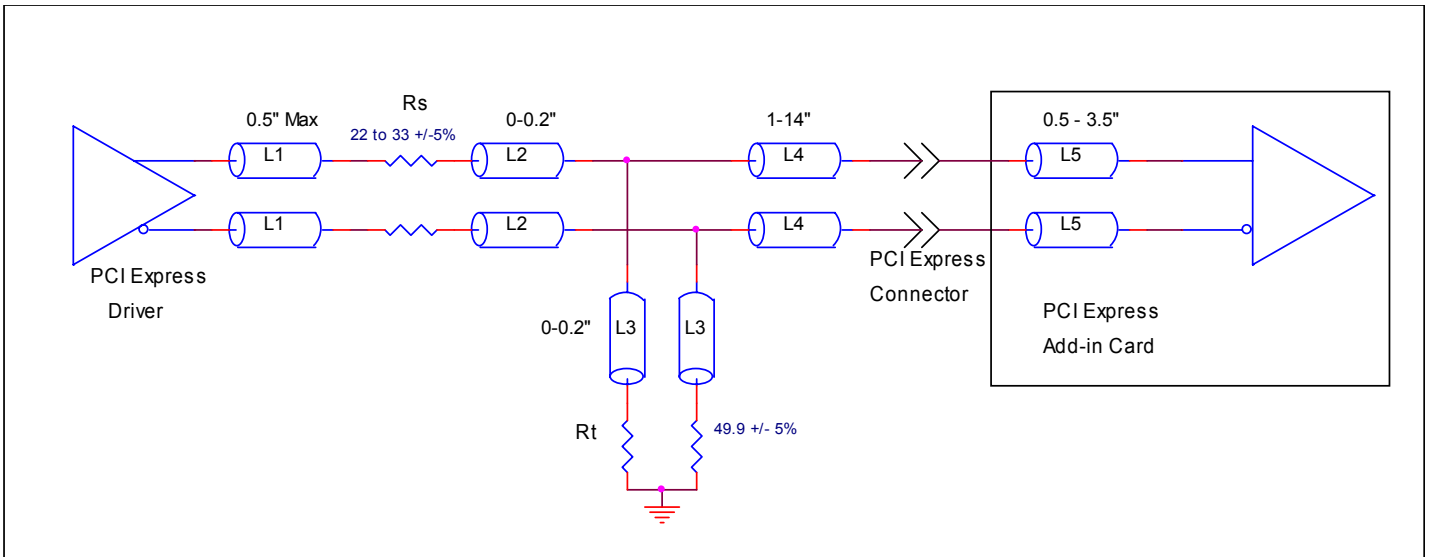 Rs
0.5" Max
22 to 33 +/-5%
0-0.2"
1-14"
0.5 - 3.5"
L1
L2
L4
L5
L1
L2
L4
L5
PCI Express
Driver
PCI Express
Connector
0-0.2"
L3
L3
PCI Express
Add-in Card
Rt
49.9 +/- 5%